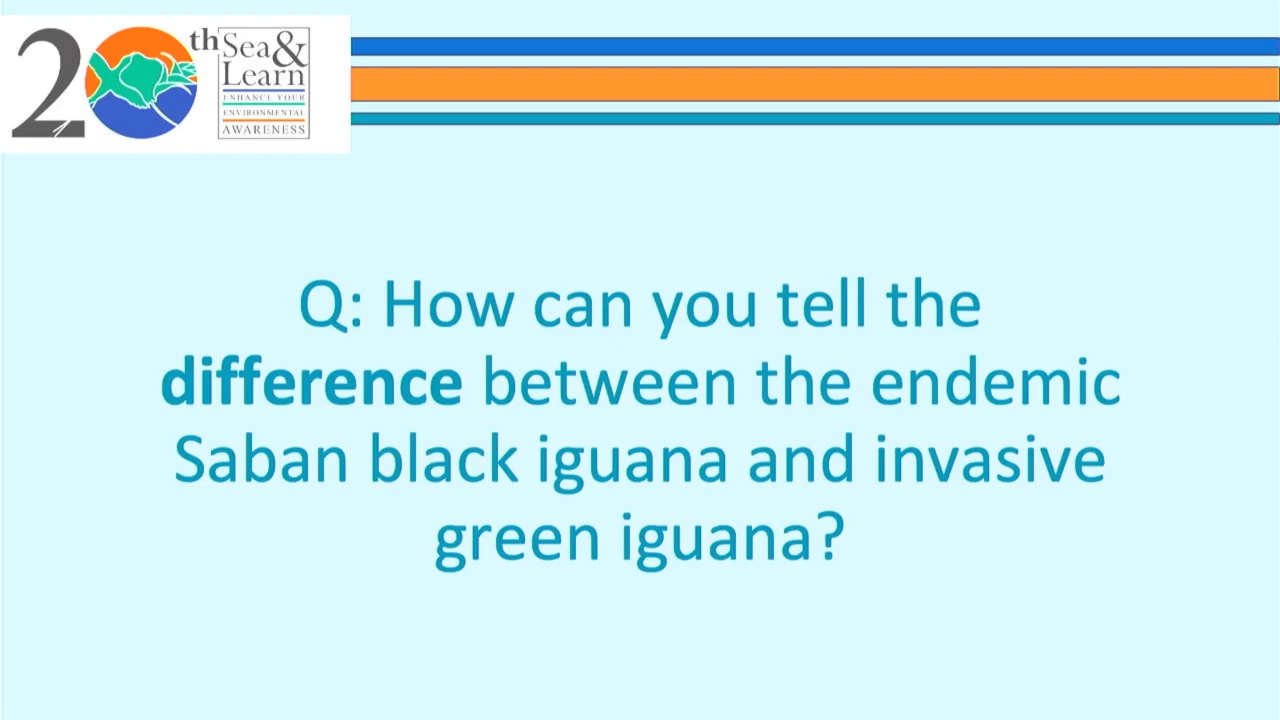 20th Sea &
Learn
ENHANCE YOUR
ENVIRONMENTAL
AWARENESS
Q: How can you tell the
difference between the endemic
Saban black iguana and invasive
green iguana?